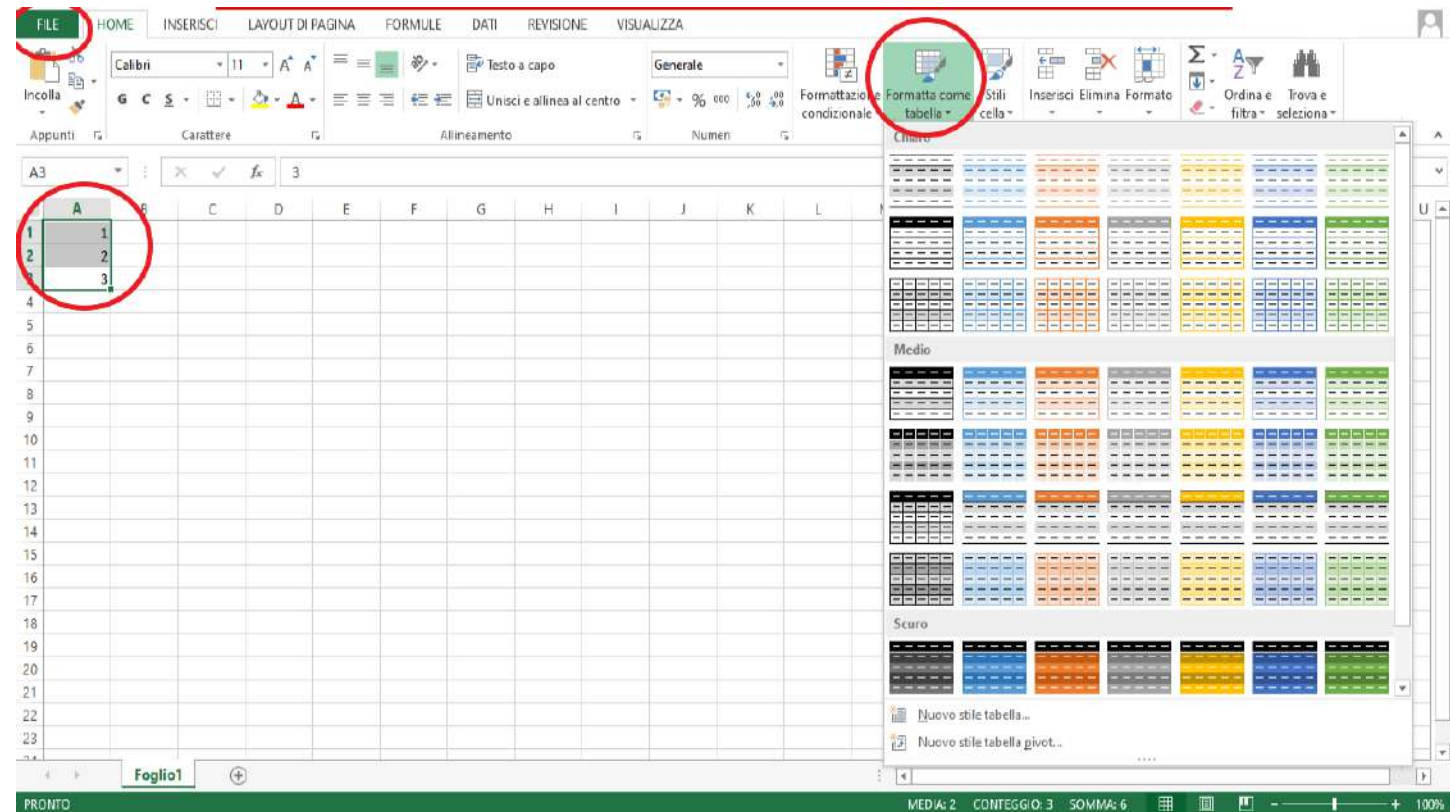 FILE HOME INSERISCI LAYOUT DI PAGINA FORMULE DATI REVISIONE VISUALIZZA
Calibri 11 A A Testo a capo Generale
Incolla G C S A Unisci e allinea al centro % 000 Formattazione condizionale Formatta come tabella Stili cella Inserisci Elimina Formato Σ A Z Ordina e filtra Trova e seleziona
Appunti Carattere Allineamento Numeri
A3 fx 3
Chiaro
A B C D E F G H I J K L U
1 1
2 2
3 3
4
5
6
7
8
9
10
11
12
13
14
15
16
17
18
19
20
21
22
23
Medio
Scuro
Nuovo stile tabella...
Nuovo stile tabella pivot...
Foglio1
PRONTO MEDIA: 2 CONTEGGIO: 3 SOMMA: 6 100%